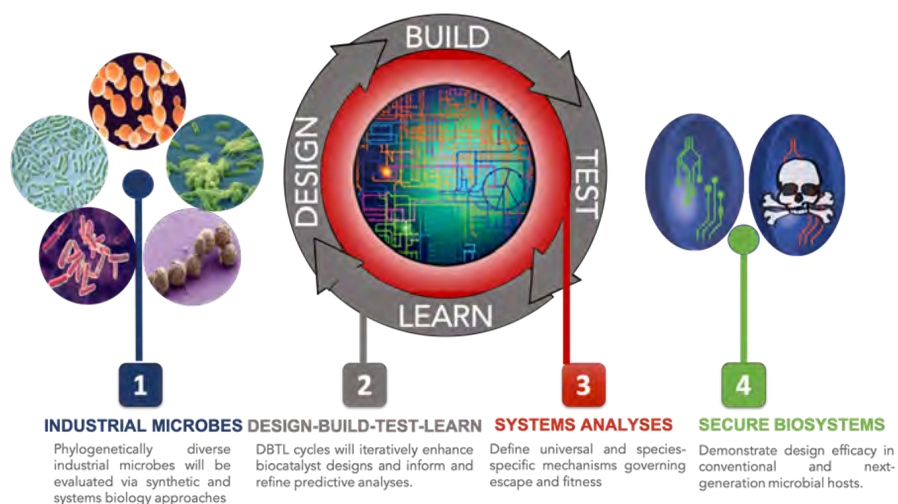 BUILD
DESIGN
TEST
LEARN
1
2
3
4
INDUSTRIAL MICROBES
Phylogenetically diverse
industrial microbes will be
evaluated via synthetic and
systems biology approaches
DESIGN-BUILD-TEST-LEARN
DBTL cycles will iteratively enhance
biocatalyst designs and inform and
refine predictive analyses.
SYSTEMS ANALYSES
Define universal and species-
specific mechanisms governing
escape and fitness
SECURE BIOSYSTEMS
Demonstrate design efficacy in
conventional and next-
generation microbial hosts.